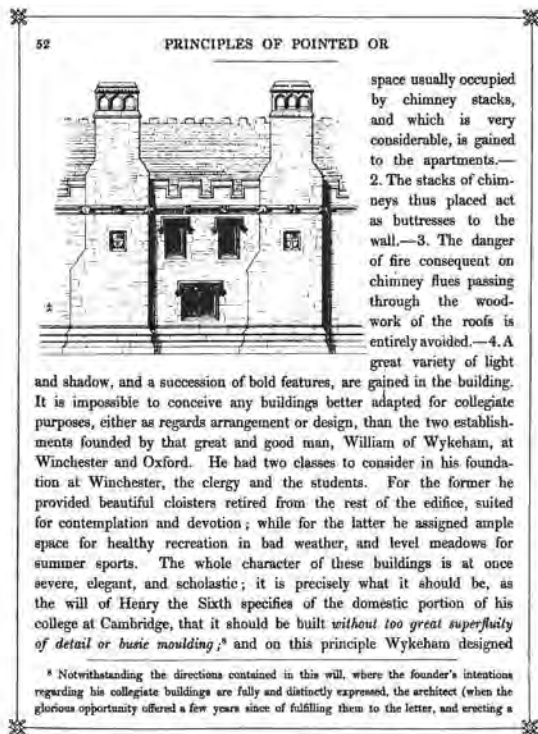 52
PRINCIPLES OF POINTED OR
space usually occupied
by chimney stacks,
and which is very
considerable, is gained
to the apartments.—
2. The stacks of chim-
neys thus placed act
as buttresses to the
wall.—3. The danger
of fire consequent on
chimney flues passing
through the wood-
work of the roofs is
entirely avoided.—4. A
great variety of light
and shadow, and a succession of bold features, are gained in the building.
It is impossible to conceive any buildings better adapted for collegiate
purposes, either as regards arrangement or design, than the two establish-
ments founded by that great and good man, William of Wykeham, at
Winchester and Oxford. He had two classes to consider in his founda-
tion at Winchester, the clergy and the students. For the former he
provided beautiful cloisters retired from the rest of the edifice, suited
for contemplation and devotion; while for the latter he assigned ample
space for healthy recreation in bad weather, and level meadows for
summer sports. The whole character of these buildings is at once
severe, elegant, and scholastic; it is precisely what it should be, as
the will of Henry the Sixth specifies of the domestic portion of his
college at Cambridge, that it should be built without too great superfluity
of detail or busie moulding;⁸ and on this principle Wykeham designed
⁸ Notwithstanding the directions contained in this will, where the founder's intentions
regarding his collegiate buildings are fully and distinctly expressed, the architect (when the
glorious opportunity offered a few years since of fulfilling them to the letter, and erecting a